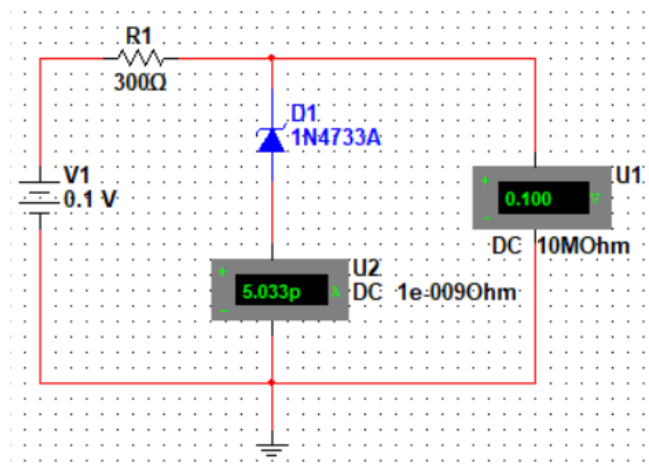 R1
300Ω
D1
1N4733A
V1
0.1 V
+
0.100 V
-
U1
DC 10MOhm
U2
+
5.033p A
-
DC 1e-009Ohm